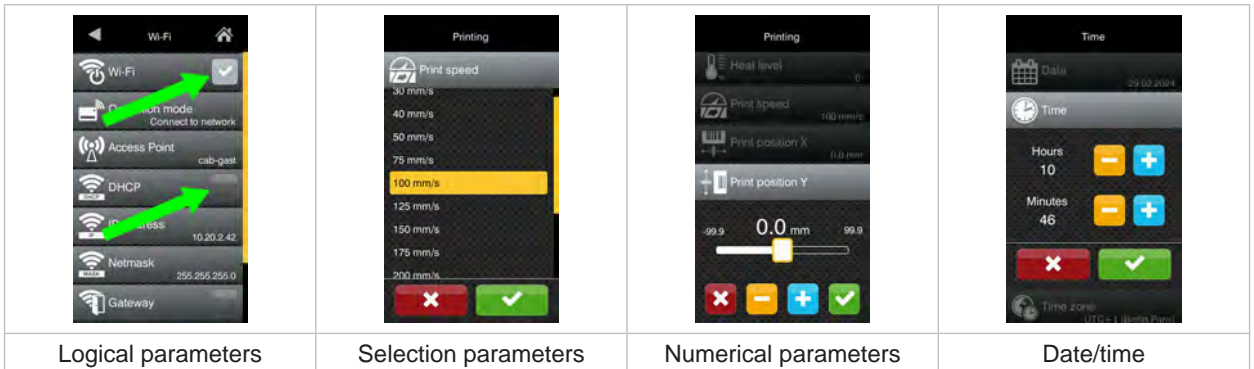 Wi-Fi
Wi-Fi
mode
Connect to network
Access Point
cab-gast
DHCP
DHCP
IP
10.20.2.42
Netmask
MASK
255.255.255.0
Gateway
Logical parameters
Printing
Print speed
30 mm/s
40 mm/s
50 mm/s
75 mm/s
100 mm/s
125 mm/s
150 mm/s
175 mm/s
200 mm/s
Selection parameters
Printing
Heat level
0
Print speed
100 mm/s
Print position X
0.0 mm
Print position Y
-99.9 0.0 mm 99.9
Numerical parameters
Time
Date
29.02.2024
Time
Hours
10
Minutes
46
Time zone
Date/time